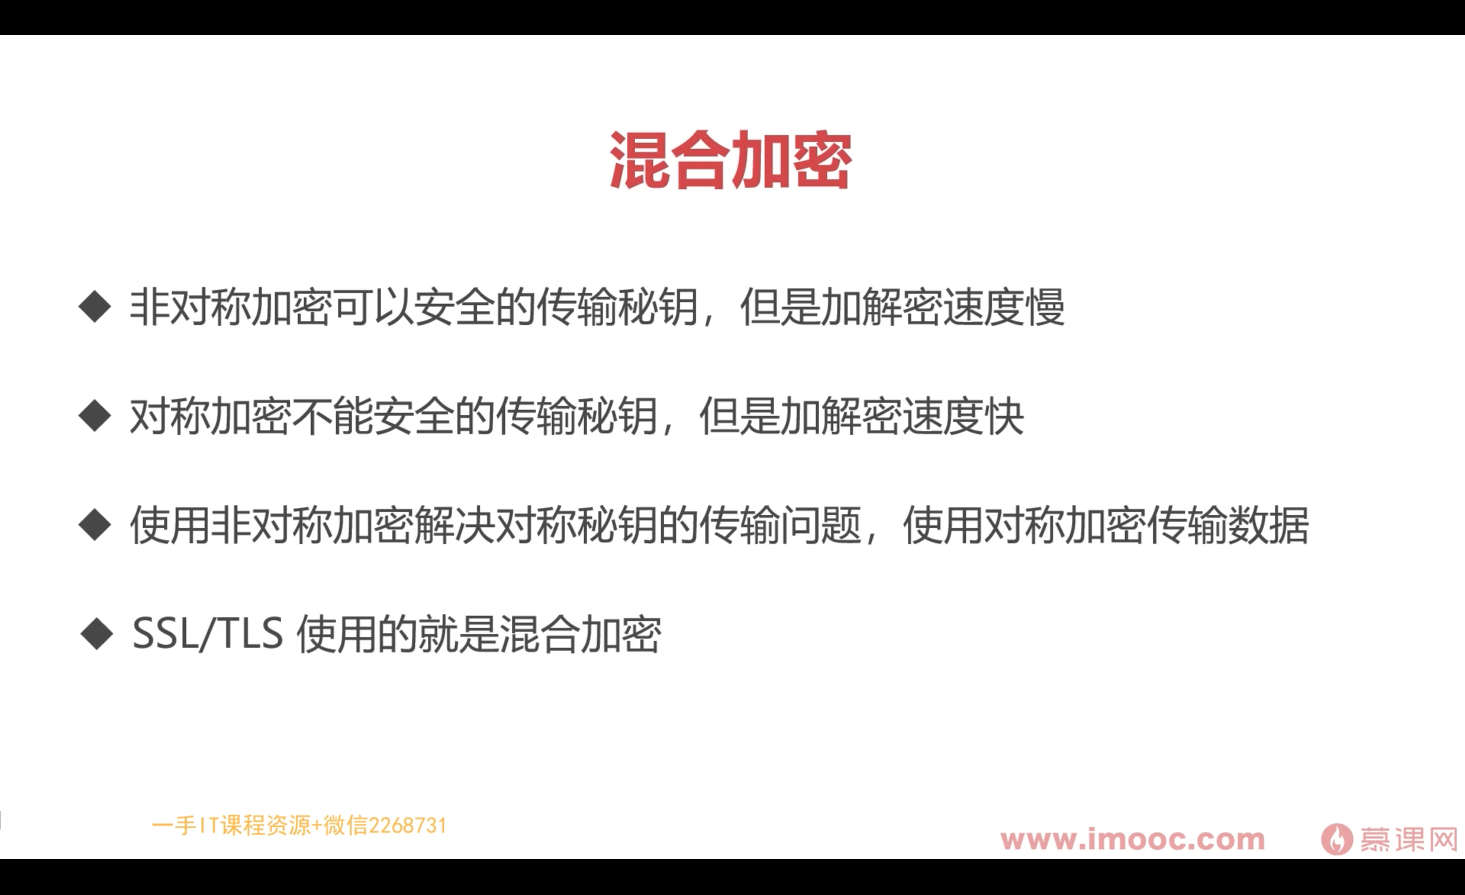 混合加密
◆ 非对称加密可以安全的传输秘钥，但是加解密速度慢
◆ 对称加密不能安全的传输秘钥，但是加解密速度快
◆ 使用非对称加密解决对称秘钥的传输问题，使用对称加密传输数据
◆ SSL/TLS 使用的就是混合加密
一手IT课程资源+微信2268731
www.imooc.com 慕课网